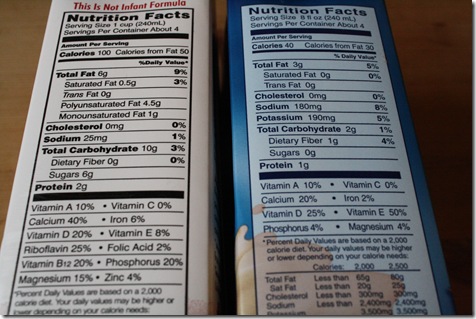 This Is Not Infant Formula
Nutrition Facts
Serving Size 1 cup (240mL)
Servings Per Container About 4
Amount Per Serving
Calories 100 Calories from Fat 50
%Daily Value*
Total Fat 6g 9%
Saturated Fat 0.5g 3%
Trans Fat 0g
Polyunsaturated Fat 4.5g
Monounsaturated Fat 1g
Cholesterol 0mg 0%
Sodium 25mg 1%
Total Carbohydrate 10g 3%
Dietary Fiber 0g 0%
Sugars 6g
Protein 2g
Vitamin A 10% • Vitamin C 0%
Calcium 40% • Iron 6%
Vitamin D 20% • Vitamin E 8%
Riboflavin 25% • Folic Acid 2%
Vitamin B12 20% • Phosphorus 20%
Magnesium 15% • Zinc 4%
*Percent Daily Values are based on a 2,000
calorie diet. Your daily values may be higher
or lower depending on your calorie needs:
Nutrition Facts
Serving Size 8 fl oz (240 mL)
Servings Per Container About 4
Amount Per Serving
Calories 40 Calories from Fat 30
% Daily Value*
Total Fat 3g 5%
Saturated Fat 0g 0%
Trans Fat 0g
Cholesterol 0mg 0%
Sodium 180mg 8%
Potassium 190mg 5%
Total Carbohydrate 2g 1%
Dietary Fiber 1g 4%
Sugars 0g
Protein 1g
Vitamin A 10% • Vitamin C 0%
Calcium 20% • Iron 2%
Vitamin D 25% • Vitamin E 50%
Phosphorus 4% • Magnesium 4%
*Percent Daily Values are based on a 2,000
calorie diet. Your daily values may be higher
or lower depending on your calorie needs:
Calories: 2,000 2,500
Total Fat Less than 65g 80g
Sat Fat Less than 20g 25g
Cholesterol Less than 300mg 300mg
Sodium Less than 2,400mg 2,400mg